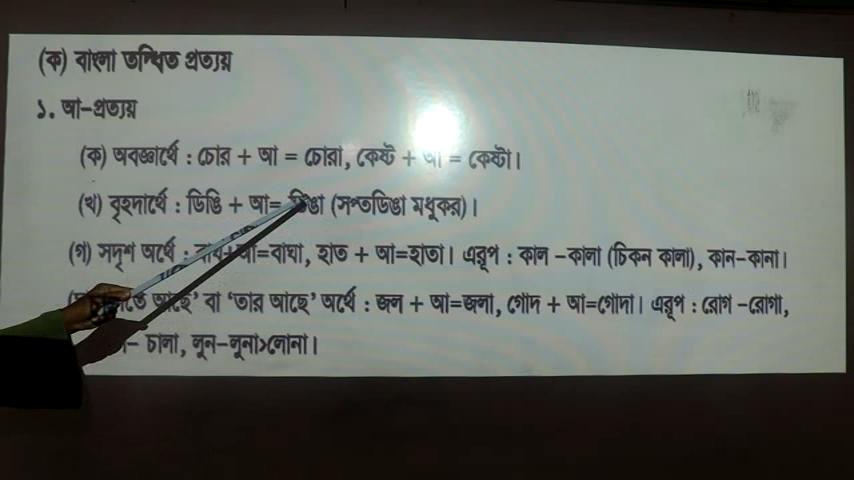 (ক) বাংলা তদ্ধিত প্রত্যয়
১. আ-প্রত্যয়
(ক) অবজ্ঞার্থে : চোর + আ = চোরা, কেষ্ট + আ = কেষ্টা।
(খ) বৃহদার্থে : ডিঙি + আ= ডিঙা (সপ্তডিঙা মধুকর)।
(গ) সদৃশ অর্থে : বাঘ+আ=বাঘা, হাত + আ=হাতা। এরূপ : কাল –কালা (চিকন কালা), কান–কানা।
আছে’ বা ‘তার আছে’ অর্থে : জল + আ=জলা, গোদ + আ=গোদা। এরূপ : রোগ –রোগা,
– চালা, লুন–লুনা>লোনা।